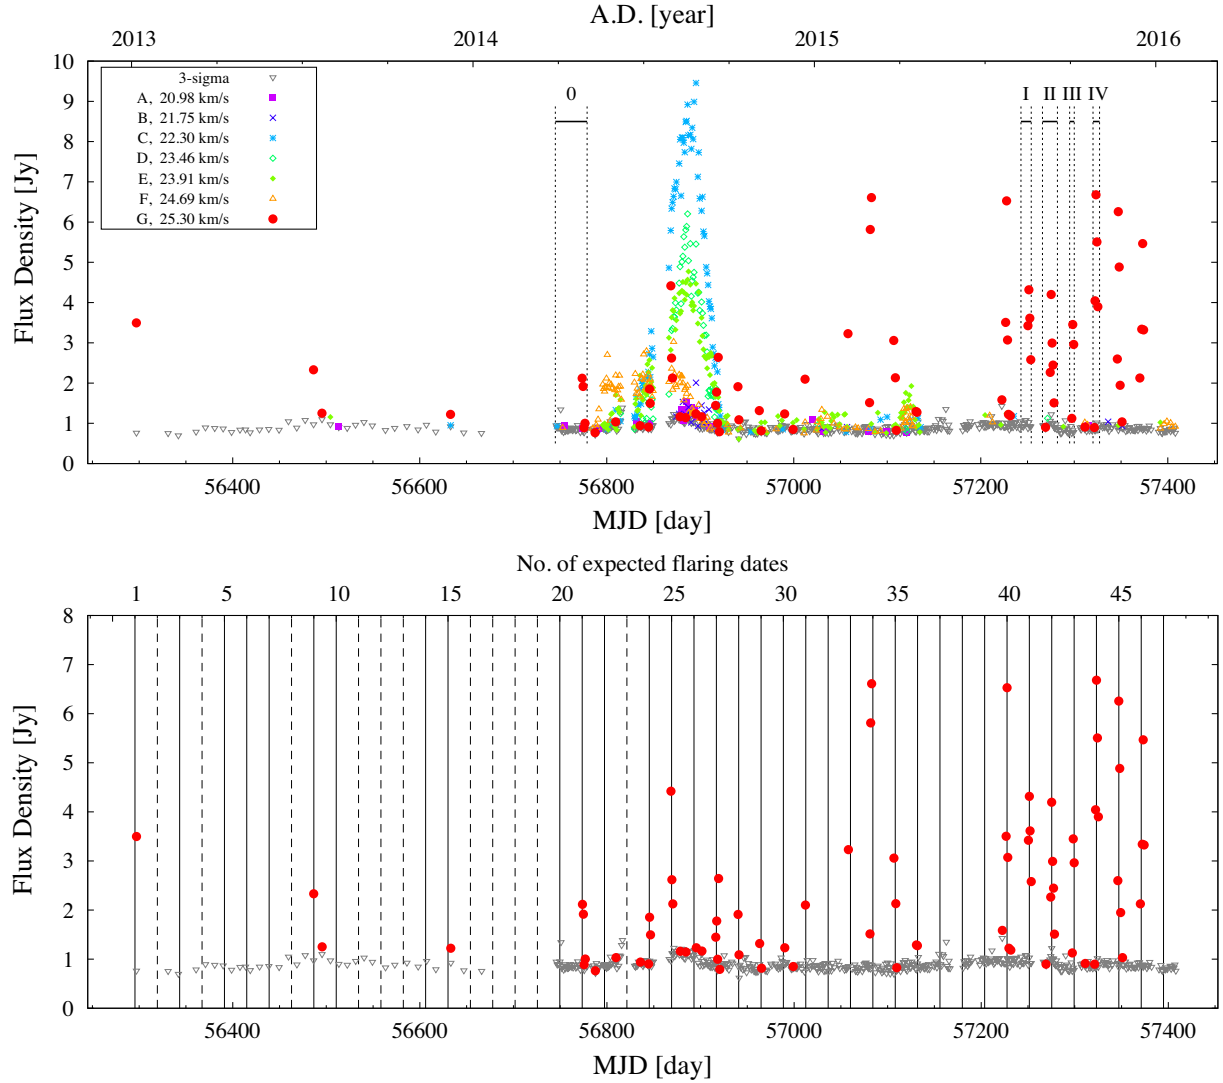 A.D. [year]
2013 2014 2015 2016
10
9
8
7
6
5
4
3
2
1
0
Flux Density [Jy]
3-sigma
A, 20.98 km/s
B, 21.75 km/s
C, 22.30 km/s
D, 23.46 km/s
E, 23.91 km/s
F, 24.69 km/s
G, 25.30 km/s
0 I II III IV
56400 56600 56800 57000 57200 57400
MJD [day]
No. of expected flaring dates
1 5 10 15 20 25 30 35 40 45
8
7
6
5
4
3
2
1
0
Flux Density [Jy]
56400 56600 56800 57000 57200 57400
MJD [day]